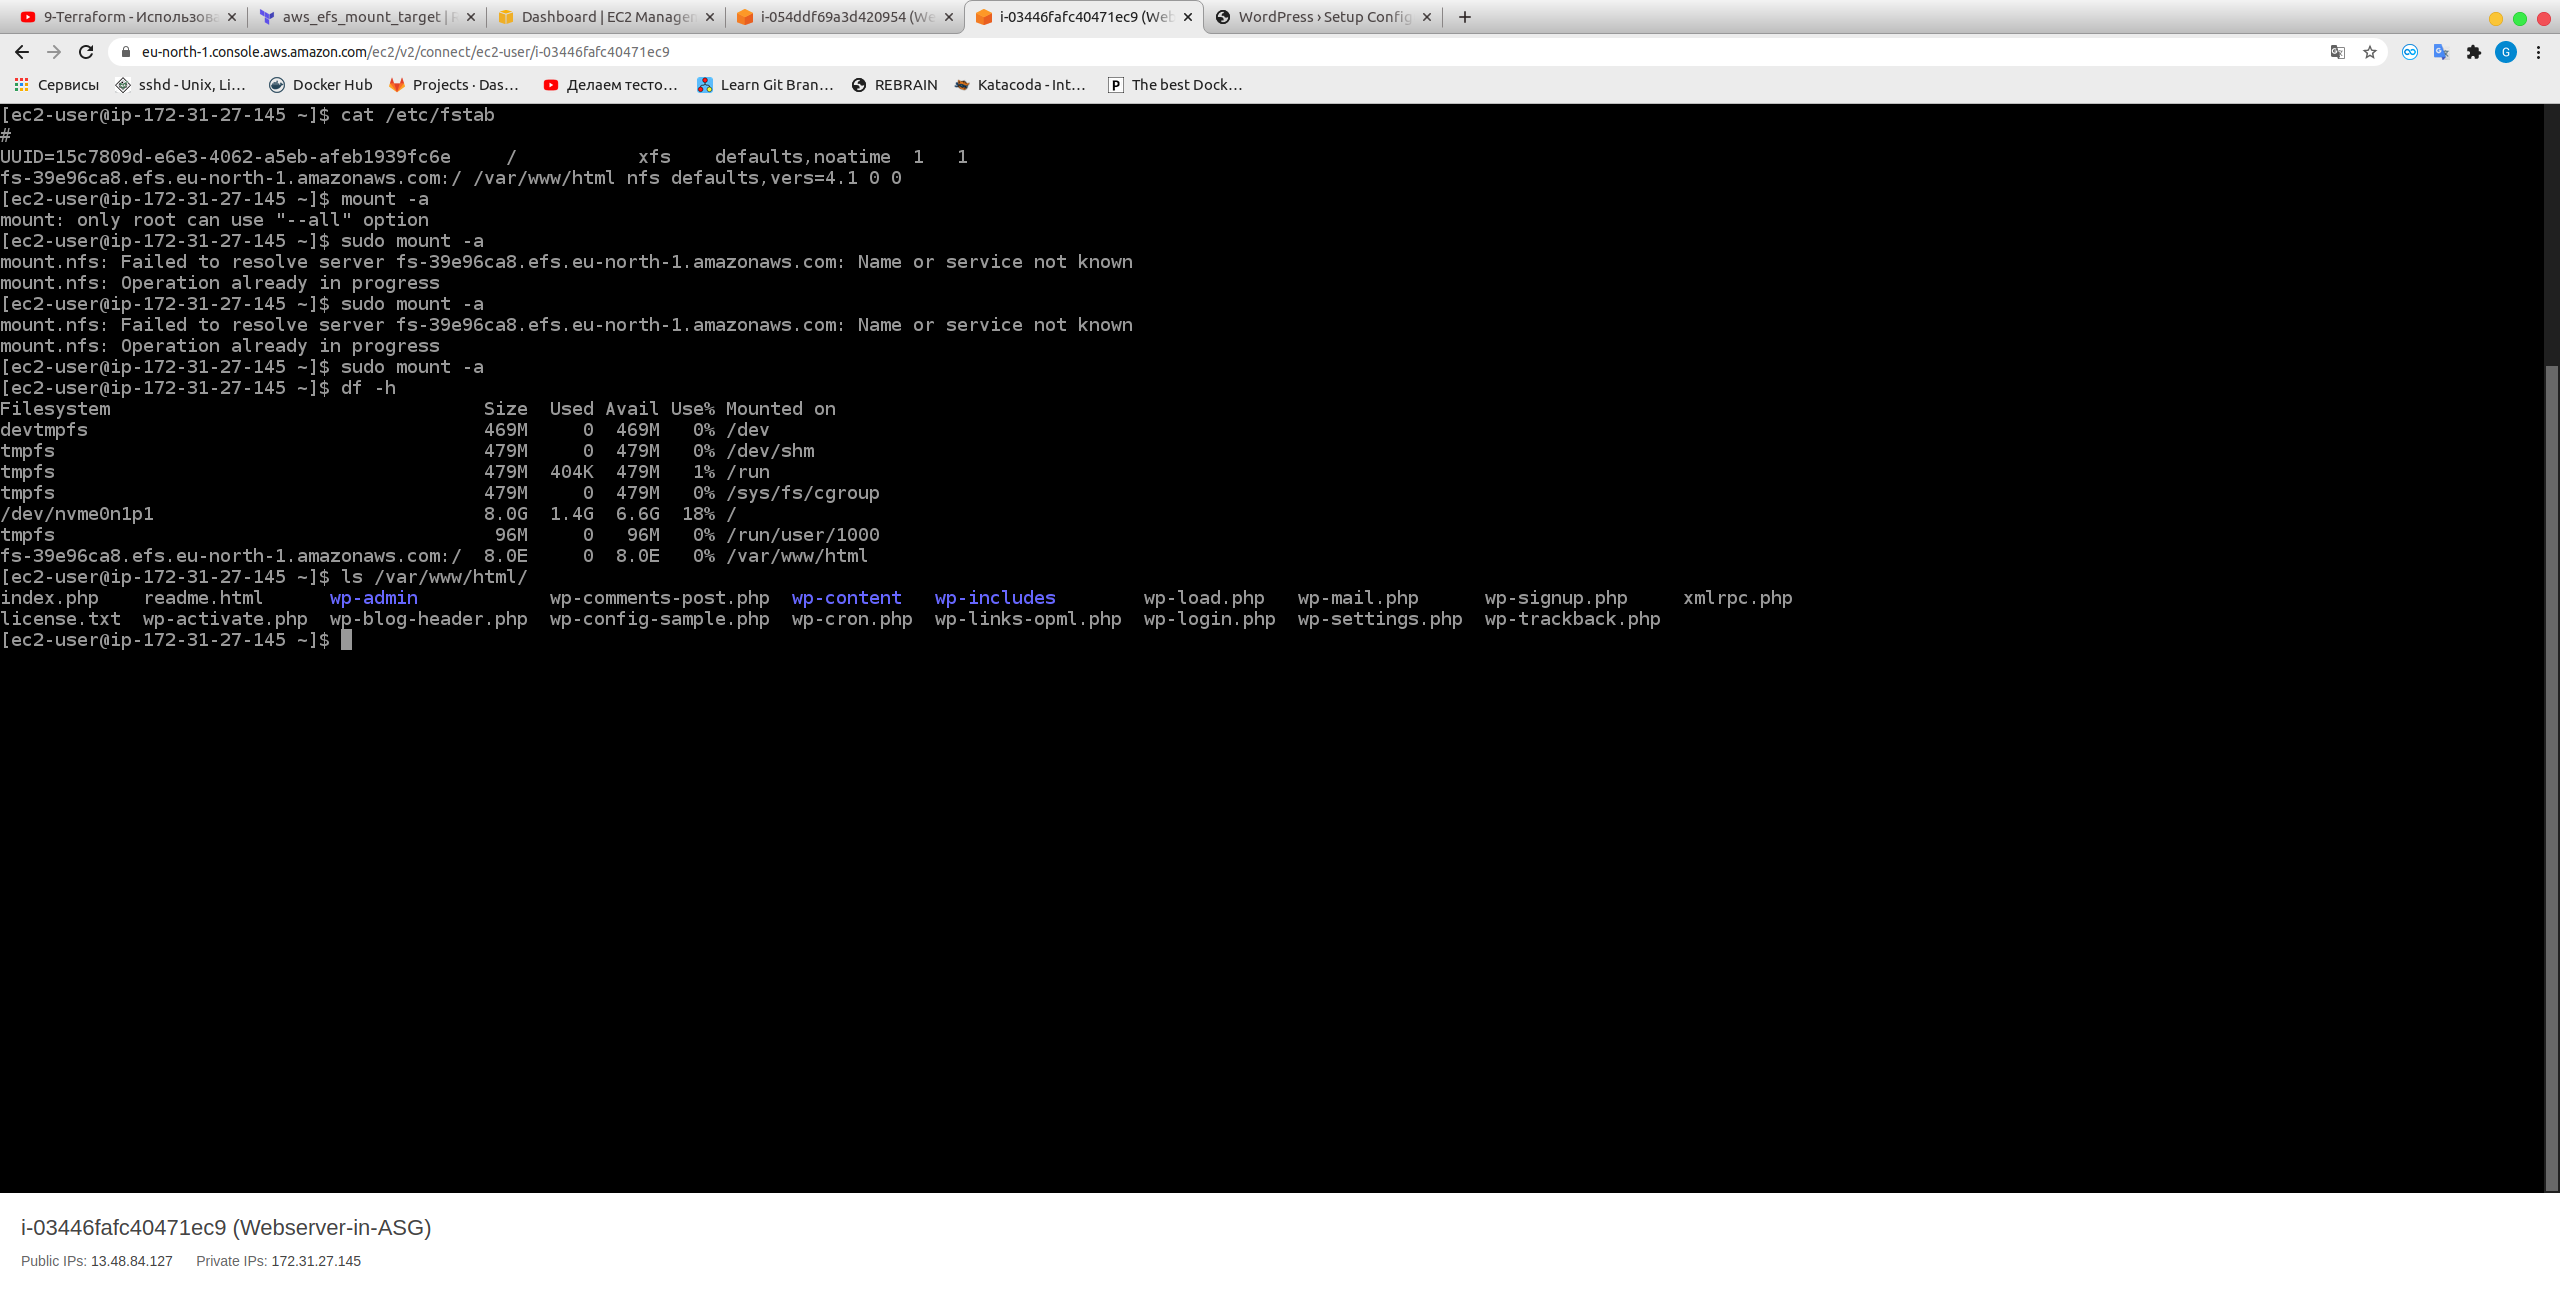 9-Terraform - Использова
aws_efs_mount_target | R
Dashboard | EC2 Managem
i-054ddf69a3d420954 (We
i-03446fafc40471ec9 (Web
WordPress › Setup Config
eu-north-1.console.aws.amazon.com/ec2/v2/connect/ec2-user/i-03446fafc40471ec9
G
Сервисы
sshd - Unix, Li...
Docker Hub
Projects · Das...
Делаем тесто...
Learn Git Bran...
REBRAIN
Katacoda - Int...
P The best Dock...
[ec2-user@ip-172-31-27-145 ~]$ cat /etc/fstab
#
UUID=15c7809d-e6e3-4062-a5eb-afeb1939fc6e     /           xfs    defaults,noatime  1   1
fs-39e96ca8.efs.eu-north-1.amazonaws.com:/ /var/www/html nfs defaults,vers=4.1 0 0
[ec2-user@ip-172-31-27-145 ~]$ mount -a
mount: only root can use "--all" option
[ec2-user@ip-172-31-27-145 ~]$ sudo mount -a
mount.nfs: Failed to resolve server fs-39e96ca8.efs.eu-north-1.amazonaws.com: Name or service not known
mount.nfs: Operation already in progress
[ec2-user@ip-172-31-27-145 ~]$ sudo mount -a
mount.nfs: Failed to resolve server fs-39e96ca8.efs.eu-north-1.amazonaws.com: Name or service not known
mount.nfs: Operation already in progress
[ec2-user@ip-172-31-27-145 ~]$ sudo mount -a
[ec2-user@ip-172-31-27-145 ~]$ df -h
Filesystem                                  Size  Used Avail Use% Mounted on
devtmpfs                                    469M     0  469M   0% /dev
tmpfs                                       479M     0  479M   0% /dev/shm
tmpfs                                       479M  404K  479M   1% /run
tmpfs                                       479M     0  479M   0% /sys/fs/cgroup
/dev/nvme0n1p1                              8.0G  1.4G  6.6G  18% /
tmpfs                                        96M     0   96M   0% /run/user/1000
fs-39e96ca8.efs.eu-north-1.amazonaws.com:/  8.0E     0  8.0E   0% /var/www/html
[ec2-user@ip-172-31-27-145 ~]$ ls /var/www/html/
index.php    readme.html      wp-admin            wp-comments-post.php  wp-content   wp-includes        wp-load.php   wp-mail.php      wp-signup.php     xmlrpc.php
license.txt  wp-activate.php  wp-blog-header.php  wp-config-sample.php  wp-cron.php  wp-links-opml.php  wp-login.php  wp-settings.php  wp-trackback.php
[ec2-user@ip-172-31-27-145 ~]$
i-03446fafc40471ec9 (Webserver-in-ASG)
Public IPs: 13.48.84.127   Private IPs: 172.31.27.145